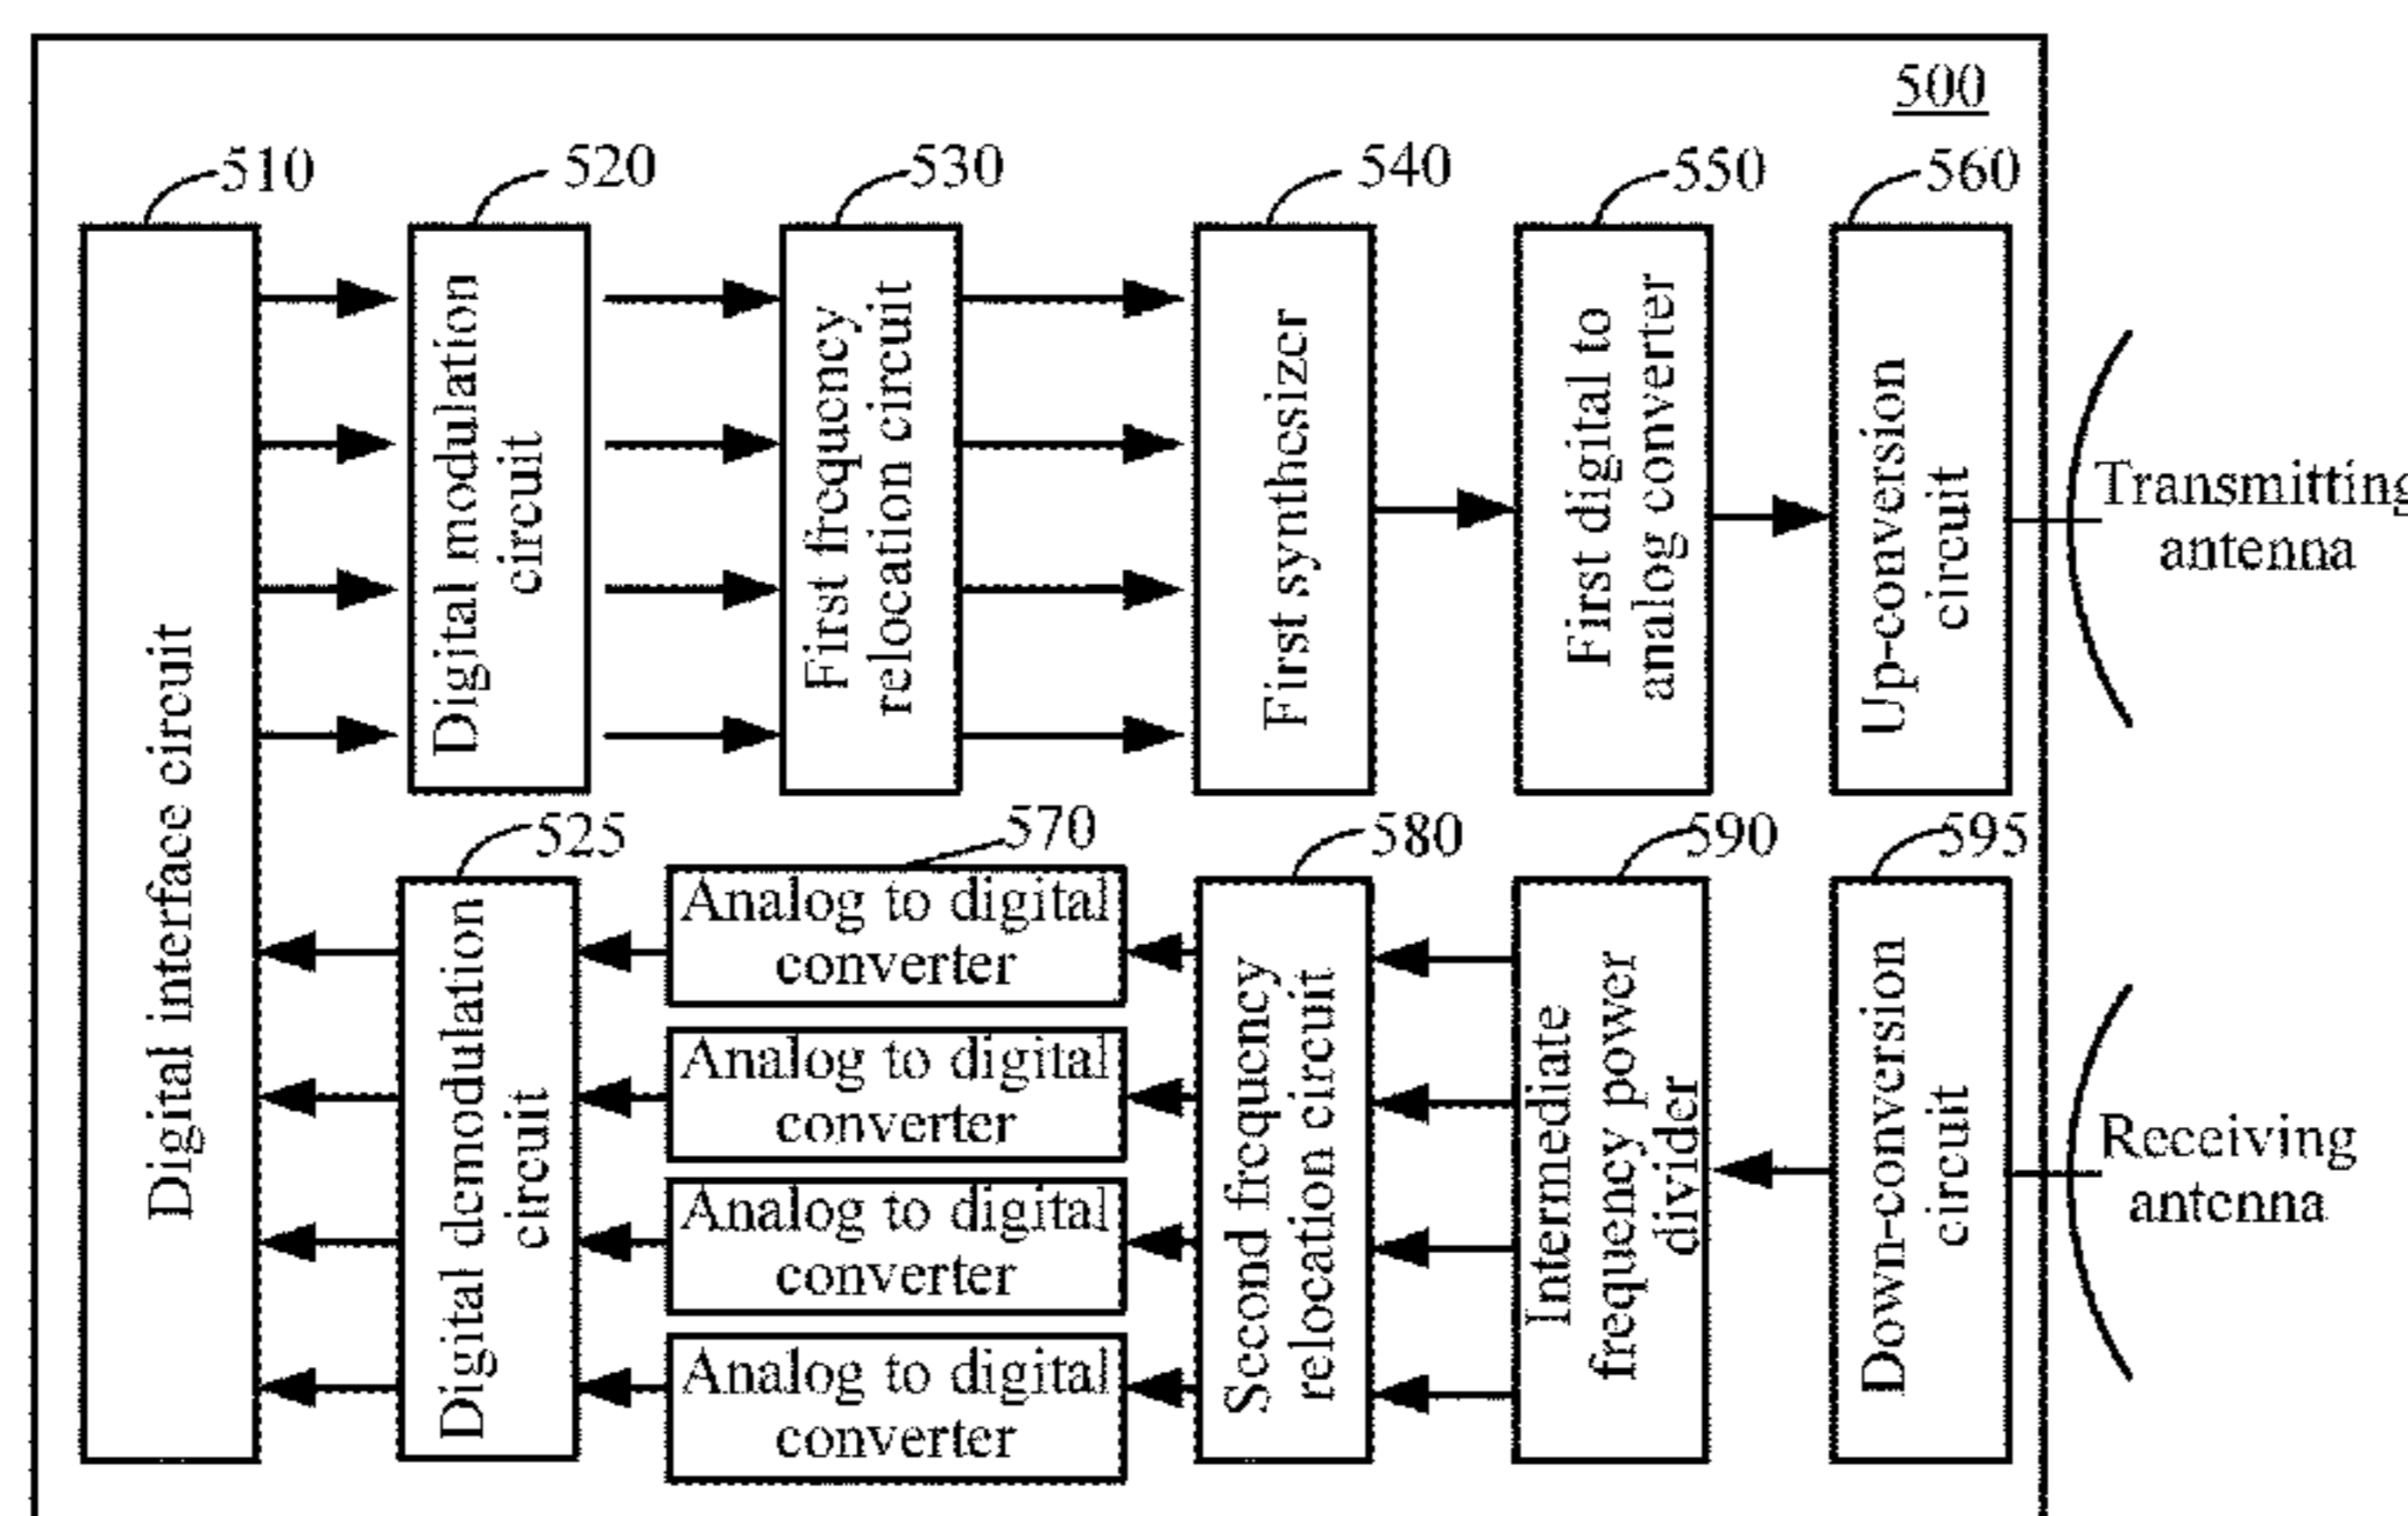 500
510
520
530
540
550
560
Digital interface circuit
Digital modulation
circuit
First frequency
relocation circuit
First synthesizer
First digital to
analog converter
Up-conversion
circuit
Transmitting
antenna
525
570
580
590
595
Digital demodulation
circuit
Analog to digital
converter
Analog to digital
converter
Analog to digital
converter
Analog to digital
converter
Second frequency
relocation circuit
Intermediate
frequency power
divider
Down-conversion
circuit
Receiving
antenna